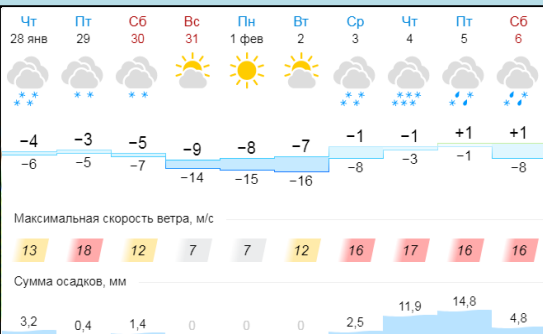 Чт Пт Сб Вс Пн Вт Ср Чт Пт Сб
28 янв 29 30 31 1 фев 2 3 4 5 6
−4 −3 −5 −9 −8 −7 −1 −1 +1 +1
−6 −5 −7 −14 −15 −16 −8 −3 −1 −8
Максимальная скорость ветра, м/с
13 18 12 7 7 12 16 17 16 16
Сумма осадков, мм
3,2 0,4 1,4 0 0 0 2,5 11,9 14,8 4,8